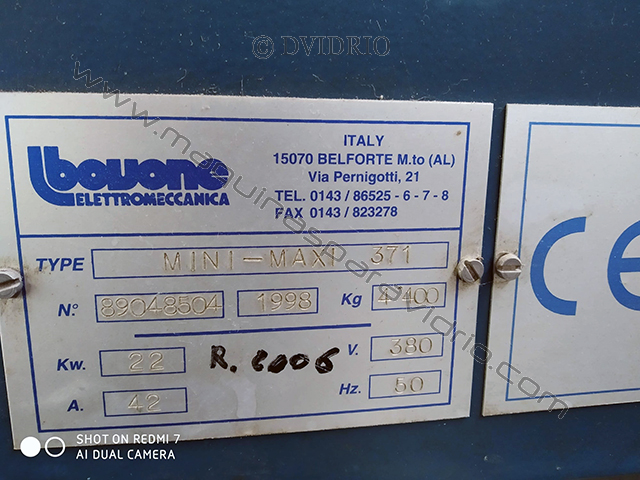 © DVIDRIO
www.maquinasparavidrio.com
bovone
ELETTROMECCANICA
ITALY
15070 BELFORTE M.to (AL)
Via Pernigotti, 21
TEL. 0143 / 86525 - 6 - 7 - 8
FAX 0143 / 823278
TYPE MINI-MAXI 371
N° 89048504 1998 Kg 4400
Kw. 22 R. 2006 V. 380
A. 42 Hz. 50
CE
SHOT ON REDMI 7
AI DUAL CAMERA